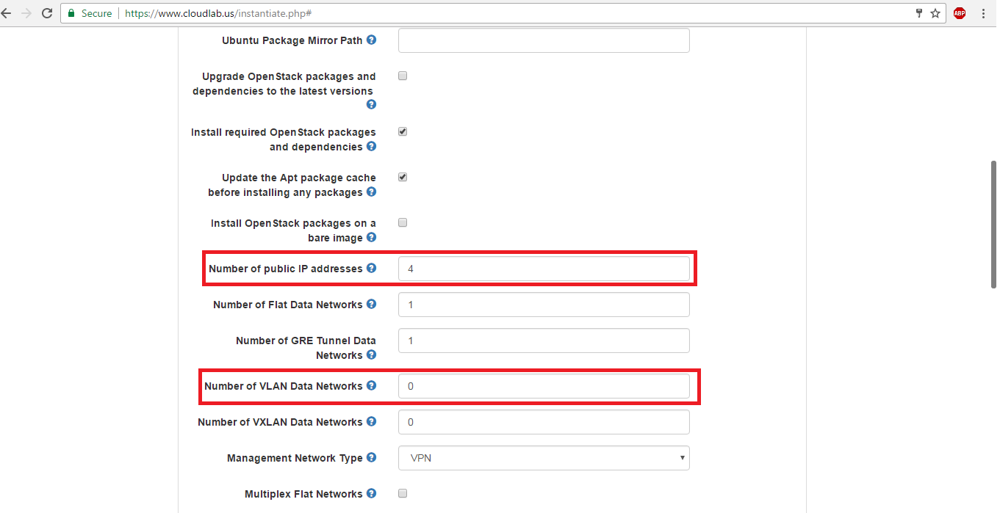 Secure https://www.cloudlab.us/instantiate.php# ABP
Ubuntu Package Mirror Path ?
Upgrade OpenStack packages and
dependencies to the latest versions
?
Install required OpenStack packages
and dependencies ?
Update the Apt package cache
before installing any packages ?
Install OpenStack packages on a
bare image ?
Number of public IP addresses ? 4
Number of Flat Data Networks ? 1
Number of GRE Tunnel Data 1
Networks ?
Number of VLAN Data Networks ? 0
Number of VXLAN Data Networks ? 0
Management Network Type ? VPN
Multiplex Flat Networks ?